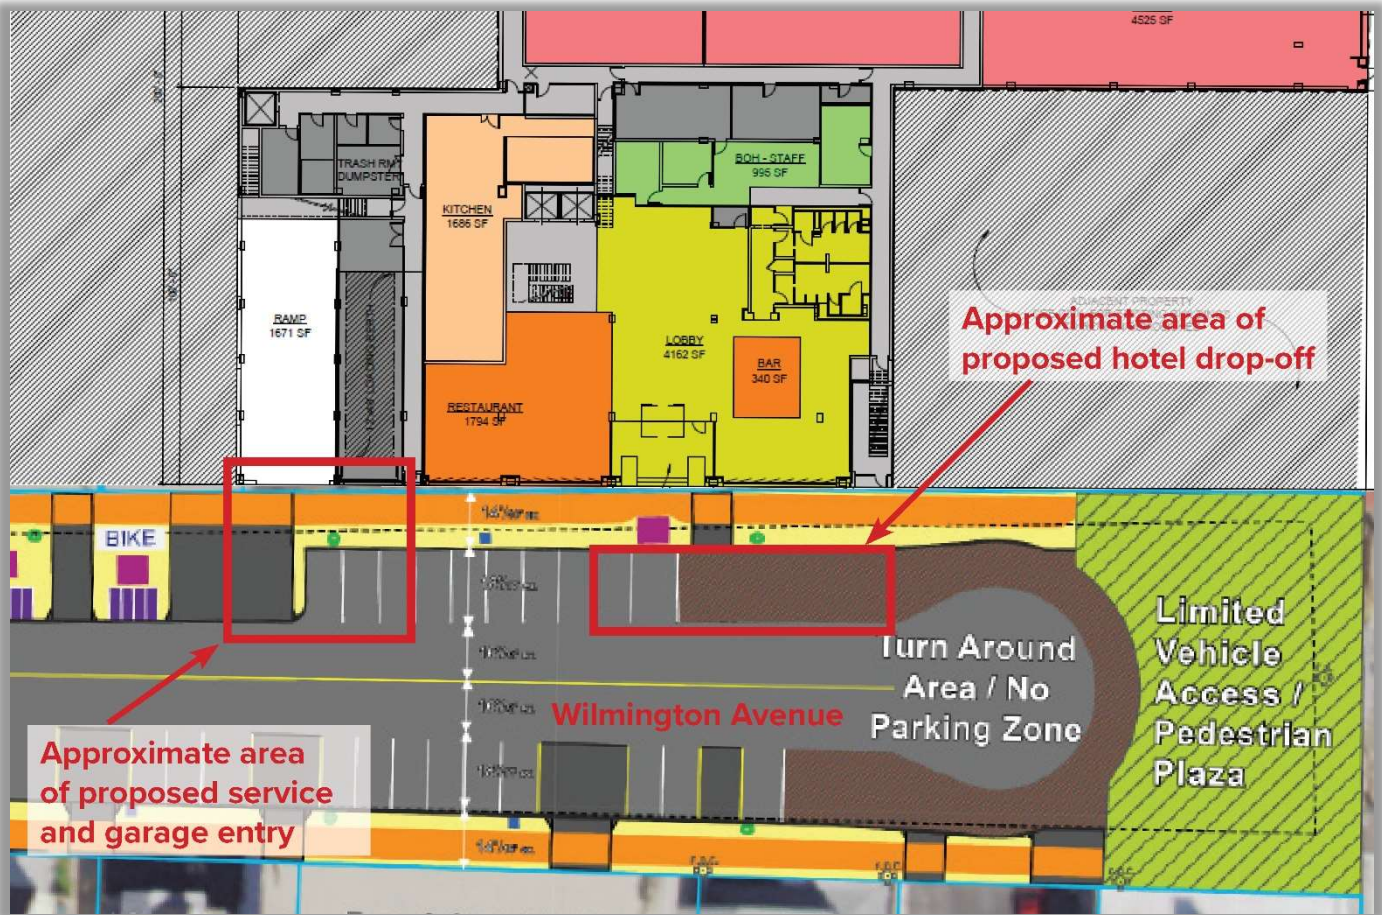 4525 SF
TRASH RM/
DUMPSTER
BOH - STAFF
995 SF
KITCHEN
1686 SF
RAMP
1671 SF
LOBBY
4162 SF
BAR
340 SF
RESTAURANT
1794 SF
ADJACENT PROPERTY
Approximate area of
proposed hotel drop-off
BIKE
Turn Around
Area / No
Parking Zone
Limited
Vehicle
Access /
Pedestrian
Plaza
Wilmington Avenue
Approximate area
of proposed service
and garage entry